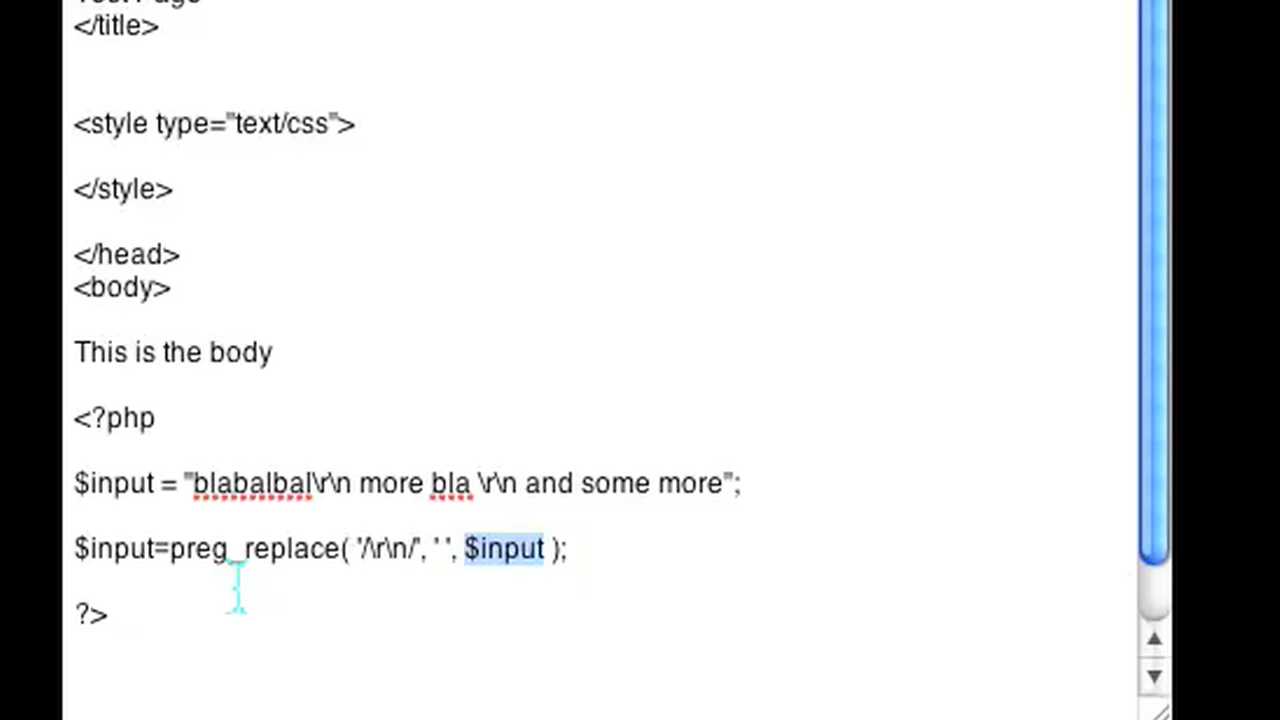 </title>
<style type="text/css">
</style>
</head>
<body>
This is the body
<?php
$input = "blabalbal\r\n more bla \r\n and some more";
$input=preg_replace( '/\r\n/', ' ', $input );
?>